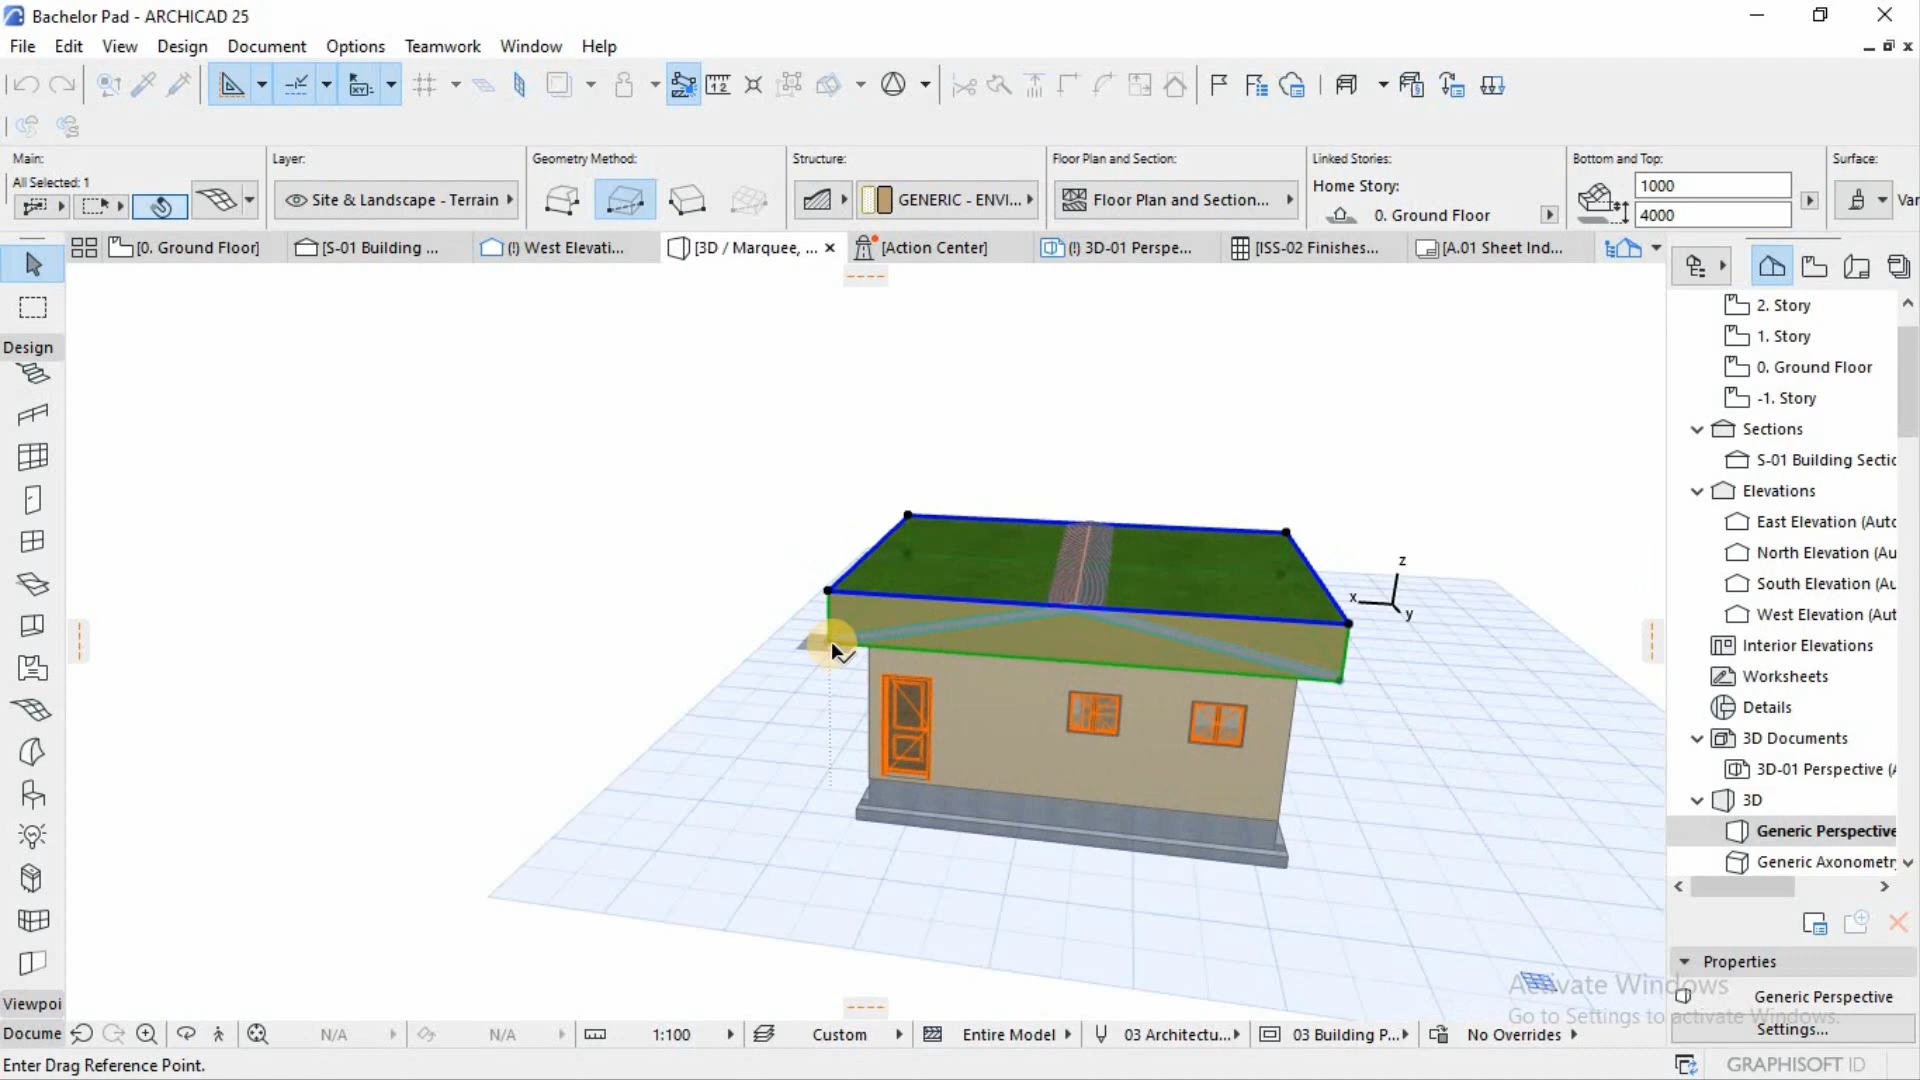 Bachelor Pad - ARCHICAD 25
File Edit View Design Document Options Teamwork Window Help
Main:
All Selected: 1
Layer:
Site & Landscape - Terrain
Geometry Method:
Structure:
GENERIC - ENVI...
Floor Plan and Section:
Floor Plan and Section...
Linked Stories:
Home Story:
0. Ground Floor
Bottom and Top:
1000
4000
Surface:
Var
[0. Ground Floor]
[S-01 Building ...
(!) West Elevati...
[3D / Marquee, ...
[Action Center]
(!) 3D-01 Perspe...
[ISS-02 Finishes...
[A.01 Sheet Ind...
Design
Viewpoi
Docume
2. Story
1. Story
0. Ground Floor
-1. Story
Sections
S-01 Building Sectio
Elevations
East Elevation (Auto
North Elevation (Au
South Elevation (Au
West Elevation (Aut
Interior Elevations
Worksheets
Details
3D Documents
3D-01 Perspective (A
3D
Generic Perspective
Generic Axonometr
Properties
Generic Perspective
Settings...
z
x
y
Activate Windows
Go to Settings to activate Windows.
N/A
N/A
1:100
Custom
Entire Model
03 Architectu...
03 Building P...
No Overrides
Enter Drag Reference Point.
GRAPHISOFT ID